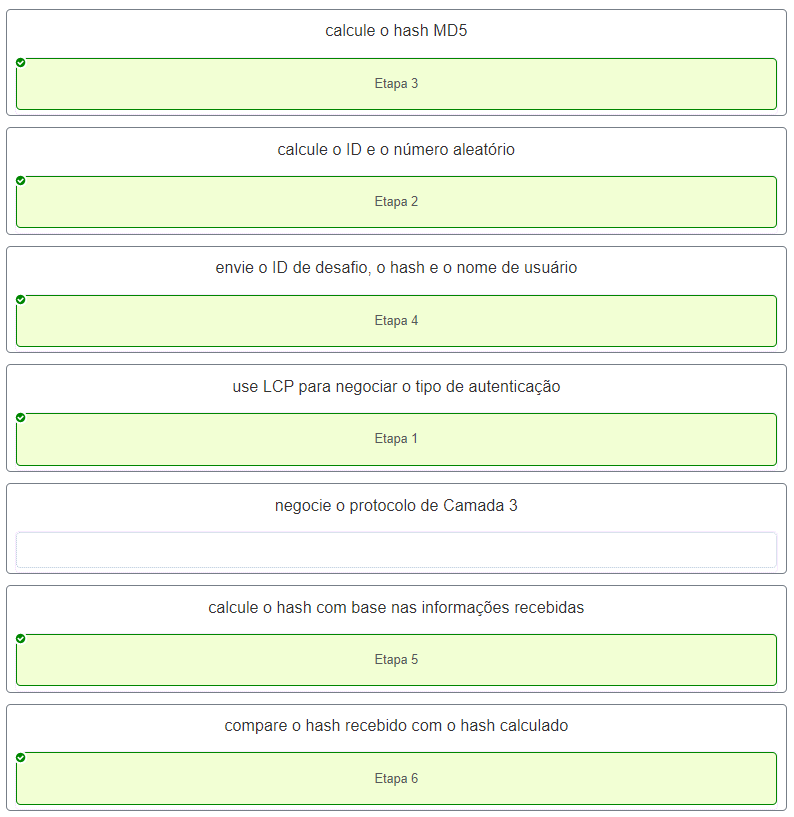 calcule o hash MD5
Etapa 3
calcule o ID e o número aleatório
Etapa 2
envie o ID de desafio, o hash e o nome de usuário
Etapa 4
use LCP para negociar o tipo de autenticação
Etapa 1
negocie o protocolo de Camada 3
calcule o hash com base nas informações recebidas
Etapa 5
compare o hash recebido com o hash calculado
Etapa 6